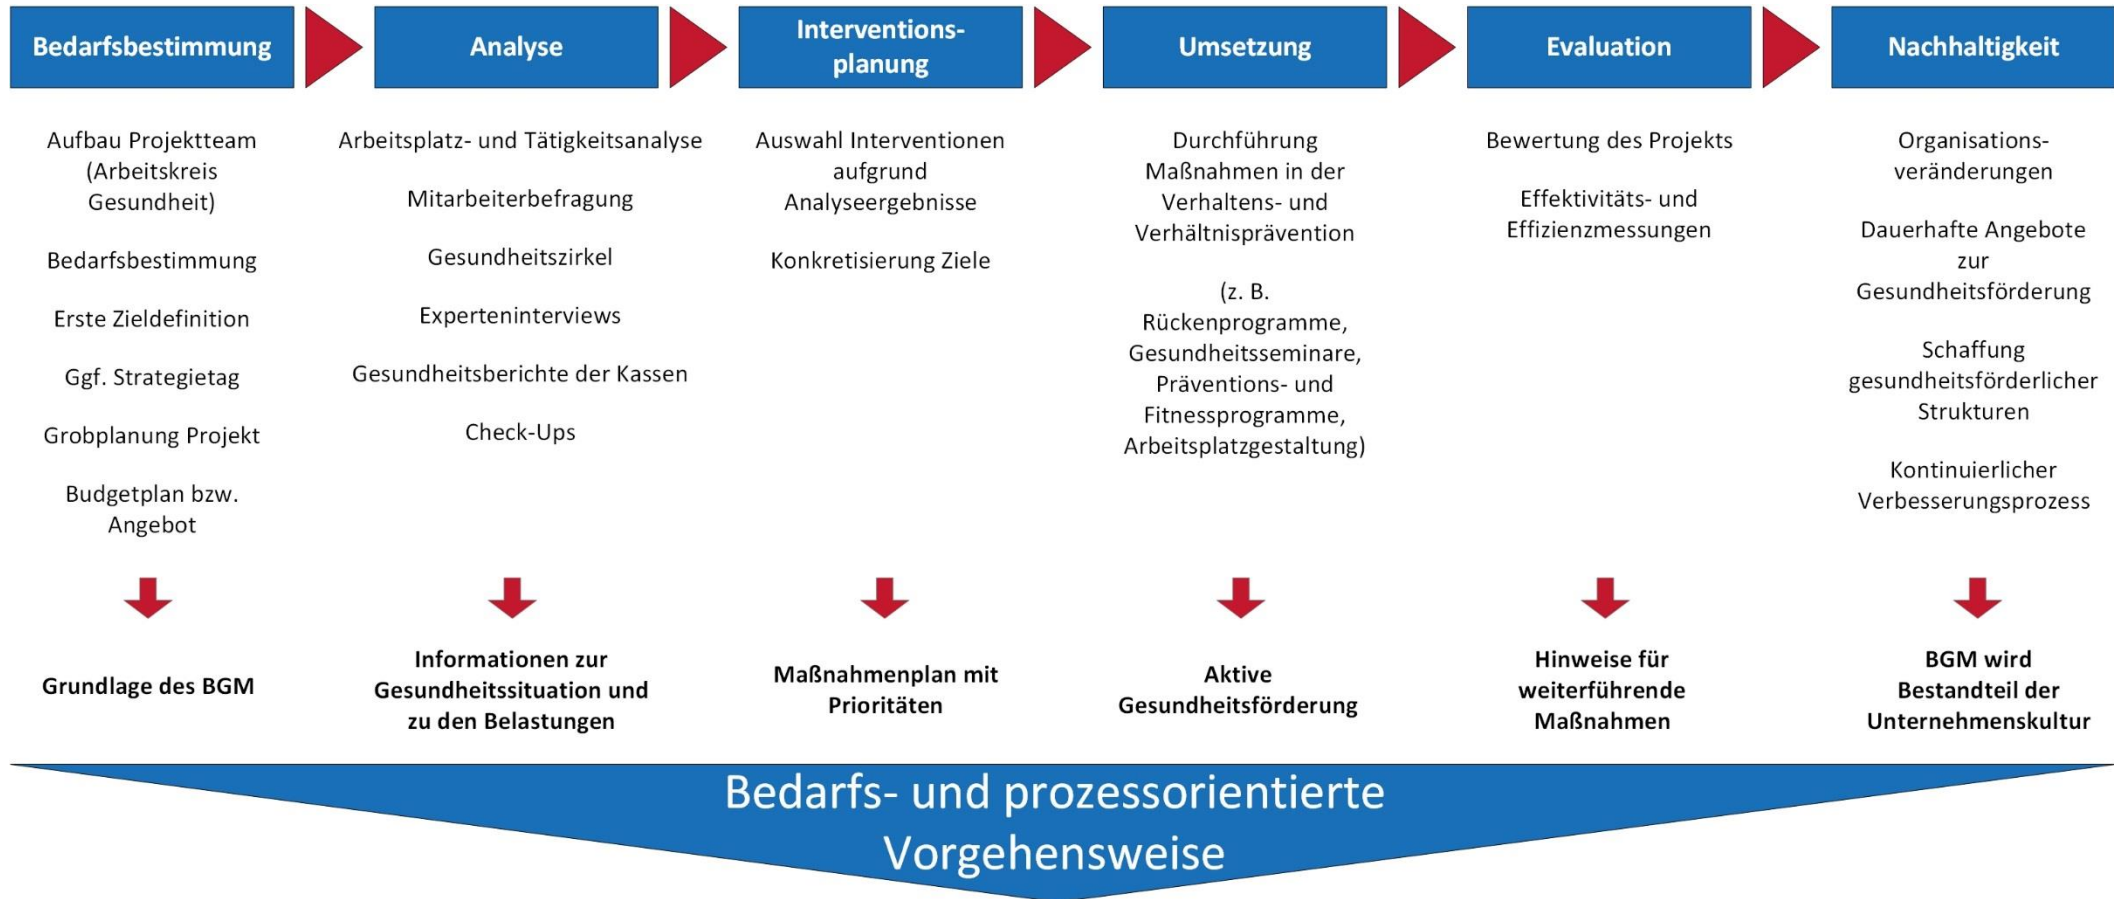 Bedarfsbestimmung
Analyse
Interventions-
planung
Umsetzung
Evaluation
Nachhaltigkeit
Aufbau Projektteam
(Arbeitskreis
Gesundheit)
Bedarfsbestimmung
Erste Zieldefinition
Ggf. Strategietag
Grobplanung Projekt
Budgetplan bzw.
Angebot
Arbeitsplatz- und Tätigkeitsanalyse
Mitarbeiterbefragung
Gesundheitszirkel
Experteninterviews
Gesundheitsberichte der Kassen
Check-Ups
Auswahl Interventionen
aufgrund
Analyseergebnisse
Konkretisierung Ziele
Durchführung
Maßnahmen in der
Verhaltens- und
Verhältnisprävention
(z. B.
Rückenprogramme,
Gesundheitsseminare,
Präventions- und
Fitnessprogramme,
Arbeitsplatzgestaltung)
Bewertung des Projekts
Effektivitäts- und
Effizienzmessungen
Organisations-
veränderungen
Dauerhafte Angebote
zur
Gesundheitsförderung
Schaffung
gesundheitsförderlicher
Strukturen
Kontinuierlicher
Verbesserungsprozess
Grundlage des BGM
Informationen zur
Gesundheitssituation und
zu den Belastungen
Maßnahmenplan mit
Prioritäten
Aktive
Gesundheitsförderung
Hinweise für
weiterführende
Maßnahmen
BGM wird
Bestandteil der
Unternehmenskultur
Bedarfs- und prozessorientierte
Vorgehensweise